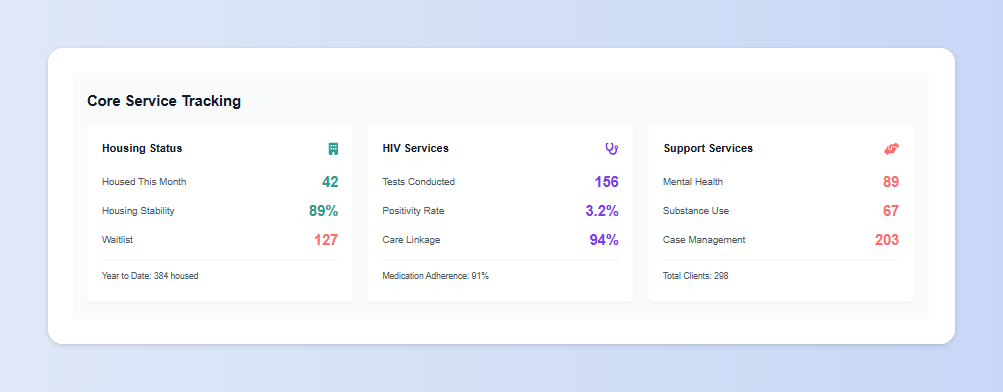 Core Service Tracking
Housing Status
Housed This Month 42
Housing Stability 89%
Waitlist 127
Year to Date: 384 housed
HIV Services
Tests Conducted 156
Positivity Rate 3.2%
Care Linkage 94%
Medication Adherence: 91%
Support Services
Mental Health 89
Substance Use 67
Case Management 203
Total Clients: 298